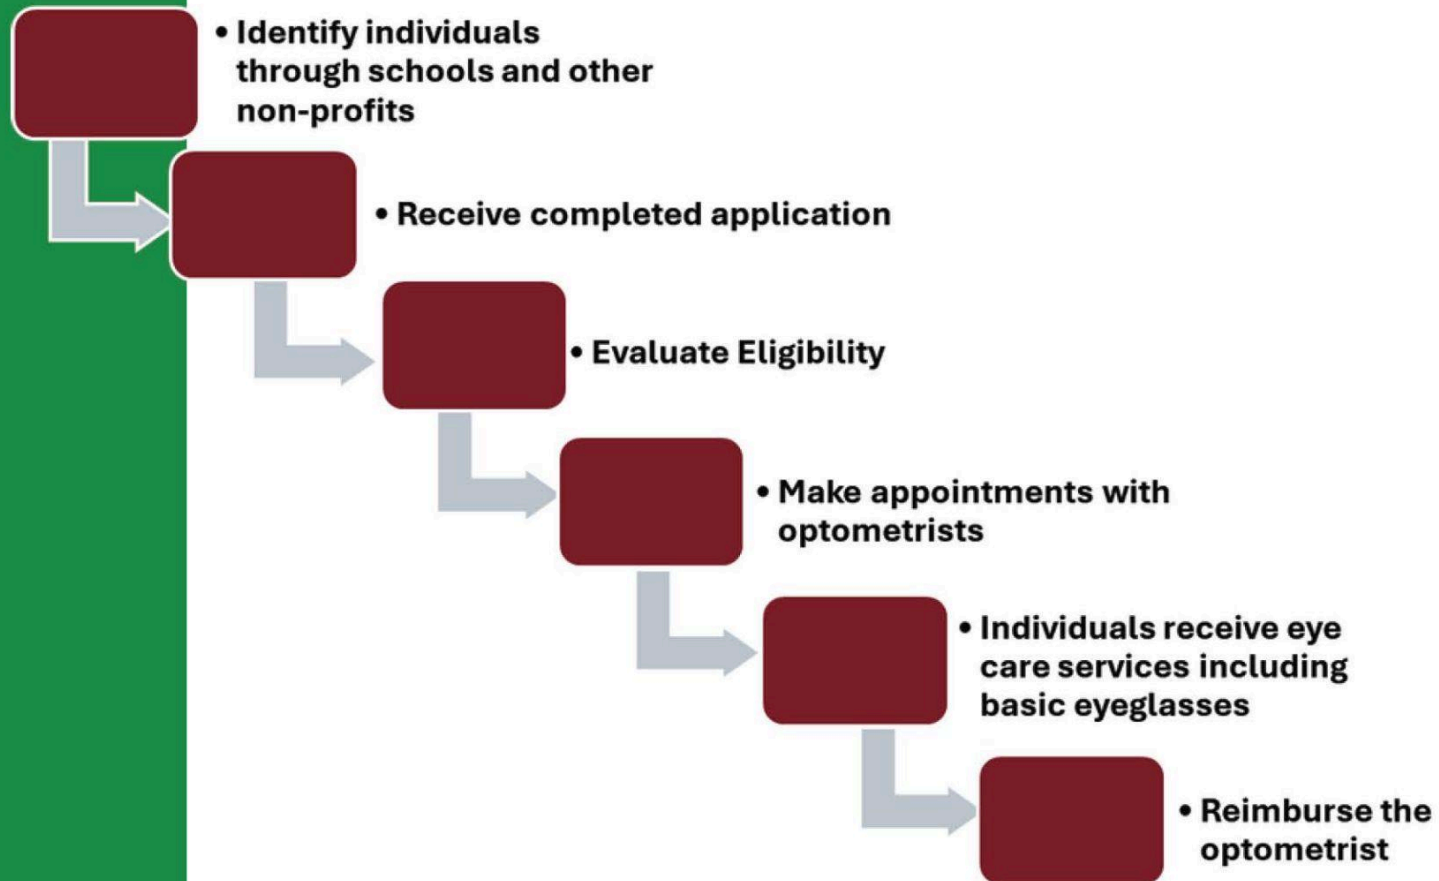 • Identify individuals
through schools and other
non-profits
• Receive completed application
• Evaluate Eligibility
• Make appointments with
optometrists
• Individuals receive eye
care services including
basic eyeglasses
• Reimburse the
optometrist